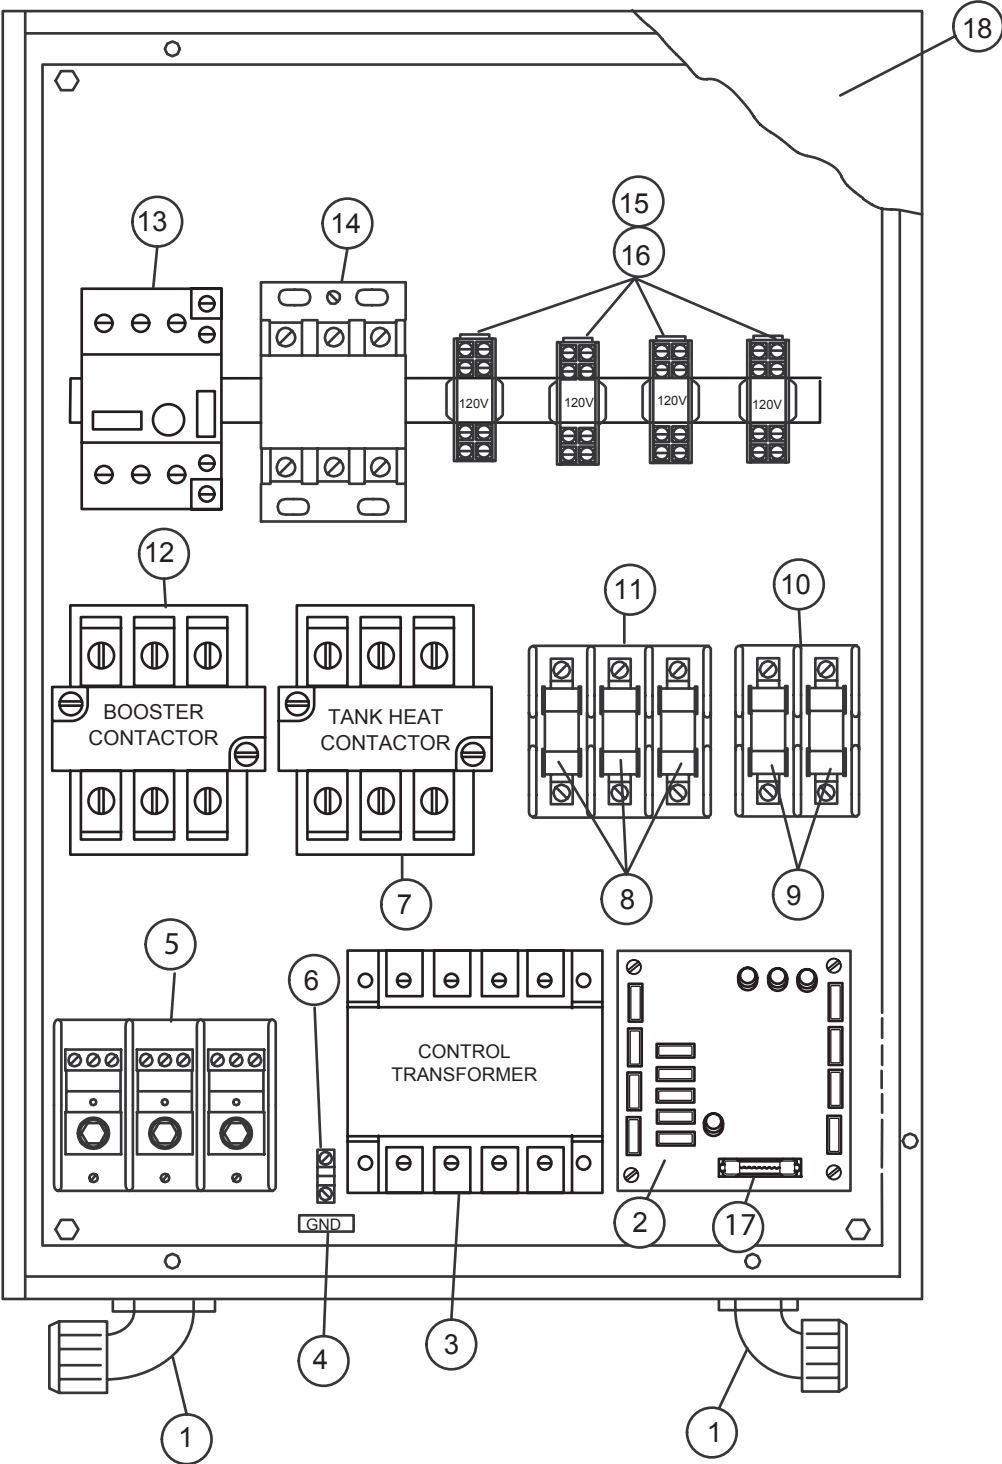 18
13
14
15
16
120V
120V
120V
120V
12
11
10
BOOSTER
CONTACTOR
TANK HEAT
CONTACTOR
7
8
9
5
6
CONTROL
TRANSFORMER
GND
2
17
4
3
1
1